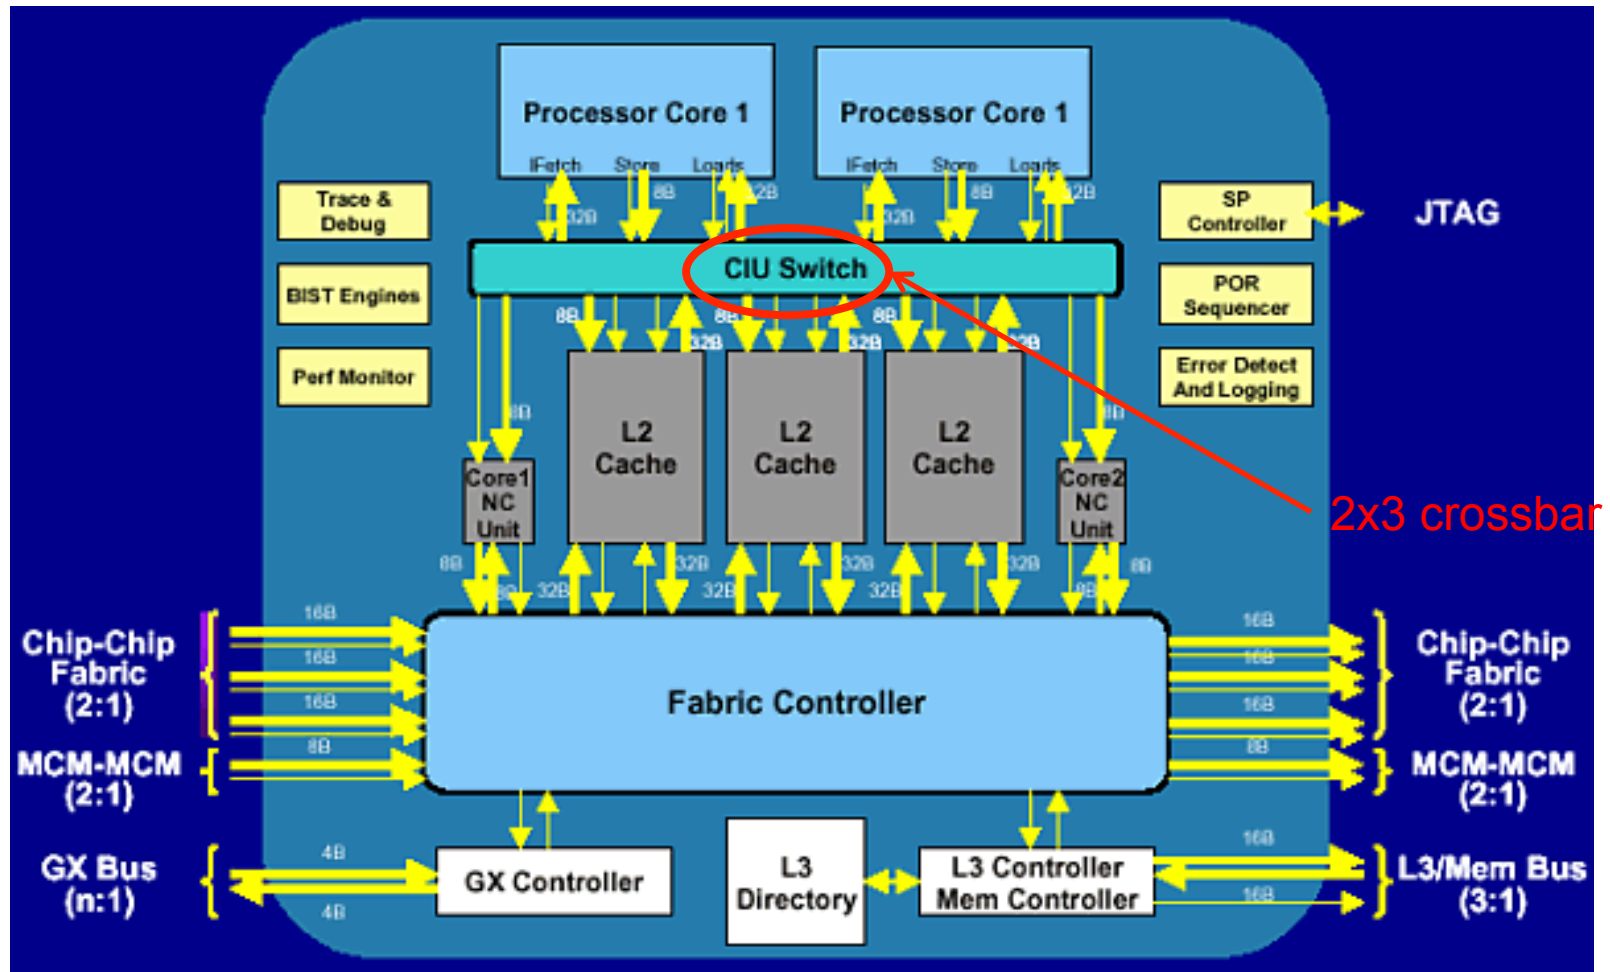 Processor Core 1
Processor Core 1
IFetch Store Loads
IFetch Store Loads
32B 8B 32B
32B 8B 32B
Trace &
Debug
BIST Engines
Perf Monitor
SP
Controller
JTAG
POR
Sequencer
Error Detect
And Logging
CIU Switch
8B 8B 8B
32B 32B 32B
8B 8B
L2
Cache
L2
Cache
L2
Cache
Core1
NC
Unit
Core2
NC
Unit
2x3 crossbar
8B 8B 32B 32B 32B 32B 32B 32B 8B 8B
Chip-Chip
Fabric
(2:1)
16B
16B
16B
8B
MCM-MCM
(2:1)
Fabric Controller
16B
16B
16B
8B
Chip-Chip
Fabric
(2:1)
MCM-MCM
(2:1)
GX Bus
(n:1)
4B
4B
GX Controller
L3
Directory
L3 Controller
Mem Controller
16B
16B
L3/Mem Bus
(3:1)